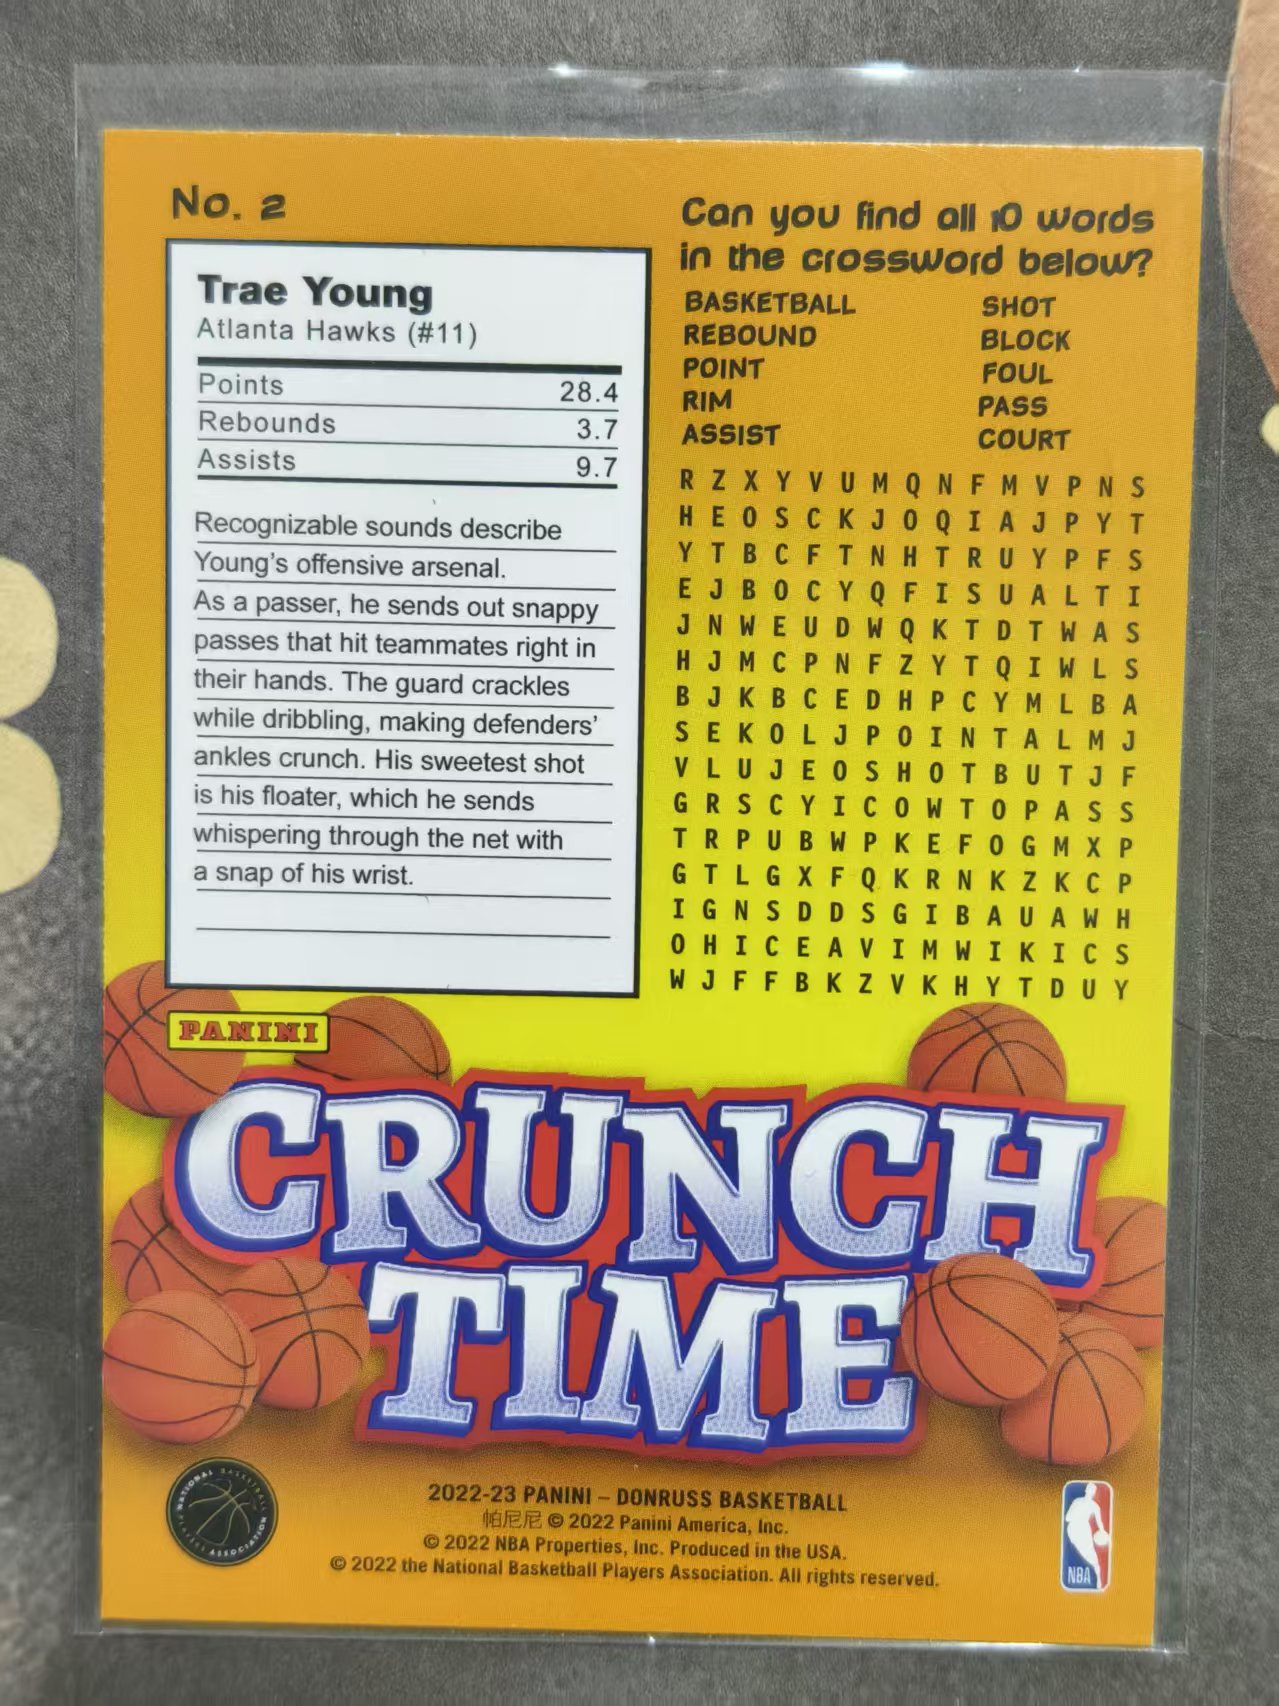 No. 2
Trae Young
Atlanta Hawks (#11)
Points 28.4
Rebounds 3.7
Assists 9.7
Recognizable sounds describe
Young's offensive arsenal.
As a passer, he sends out snappy
passes that hit teammates right in
their hands. The guard crackles
while dribbling, making defenders'
ankles crunch. His sweetest shot
is his floater, which he sends
whispering through the net with
a snap of his wrist.
Can you find all 10 words
in the crossword below?
BASKETBALL SHOT
REBOUND BLOCK
POINT FOUL
RIM PASS
ASSIST COURT
R Z X Y V U M Q N F M V P N S
H E O S C K J O Q I A J P Y T
Y T B C F T N H T R U Y P F S
E J B O C Y Q F I S U A L T I
J N W E U D W Q K T D T W A S
H J M C P N F Z Y T Q I W L S
B J K B C E D H P C Y M L B A
S E K O L J P O I N T A L M J
V L U J E O S H O T B U T J F
G R S C Y I C O W T O P A S S
T R P U B W P K E F O G M X P
G T L G X F Q K R N K Z K C P
I G N S D D S G I B A U A W H
O H I C E A V I M W I K I C S
W J F F B K Z V K H Y T D U Y
PANINI
CRUNCH
TIME
NATIONAL BASKETBALL PLAYERS ASSOCIATION
2022-23 PANINI – DONRUSS BASKETBALL
帕尼尼 © 2022 Panini America, Inc.
© 2022 NBA Properties, Inc. Produced in the USA.
© 2022 the National Basketball Players Association. All rights reserved.
NBA